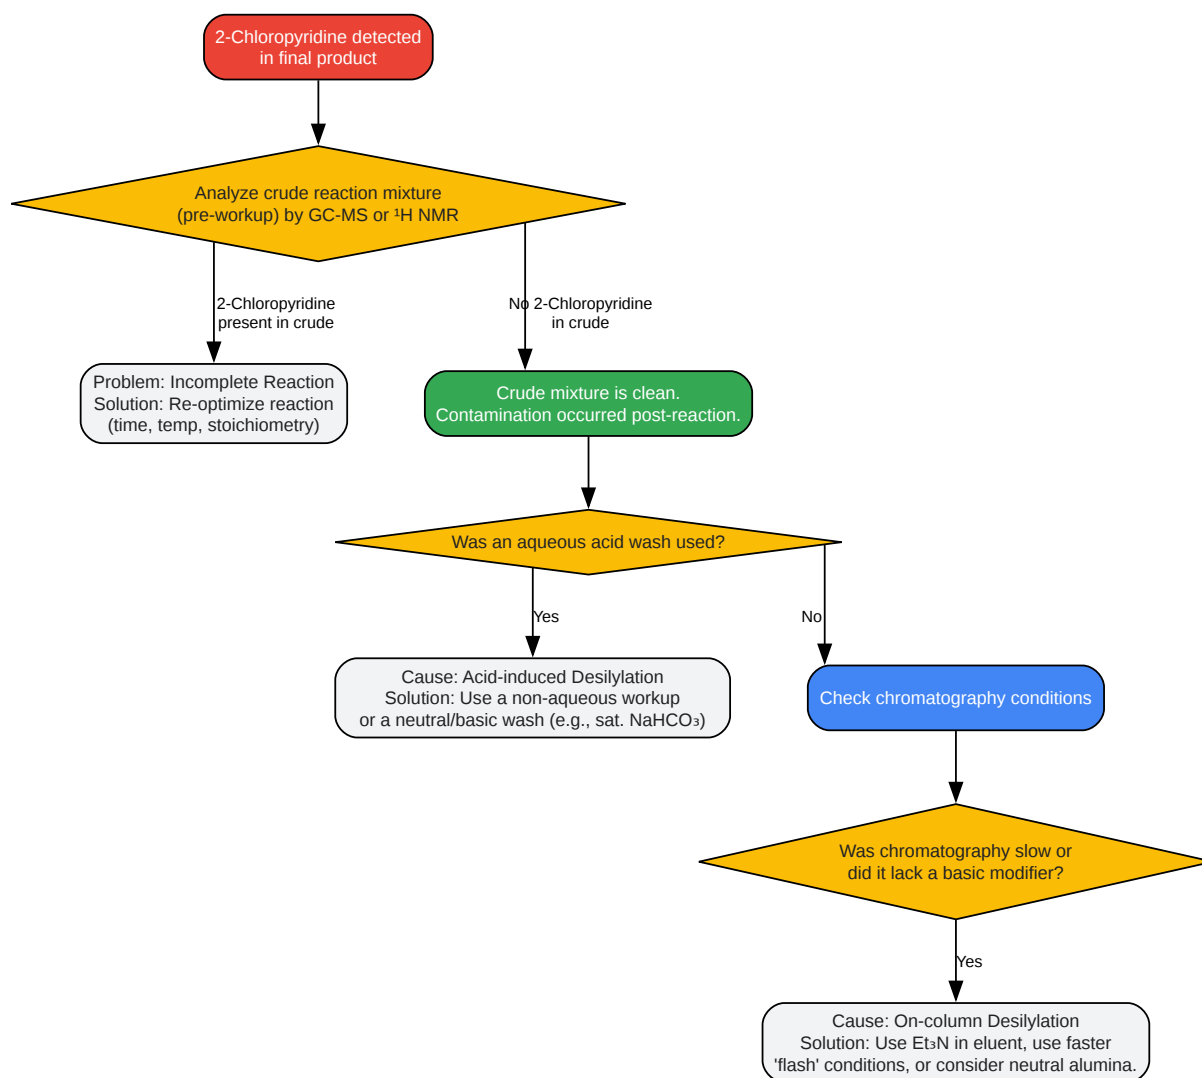 2-Chloropyridine detected
in final product
Analyze crude reaction mixture
(pre-workup) by GC-MS or ¹H NMR
2-Chloropyridine
present in crude
No 2-Chloropyridine
in crude
Problem: Incomplete Reaction
Solution: Re-optimize reaction
(time, temp, stoichiometry)
Crude mixture is clean.
Contamination occurred post-reaction.
Was an aqueous acid wash used?
Yes
No
Cause: Acid-induced Desilylation
Solution: Use a non-aqueous workup
or a neutral/basic wash (e.g., sat. NaHCO₃)
Check chromatography conditions
Was chromatography slow or
did it lack a basic modifier?
Yes
Cause: On-column Desilylation
Solution: Use Et₃N in eluent, use faster
'flash' conditions, or consider neutral alumina.